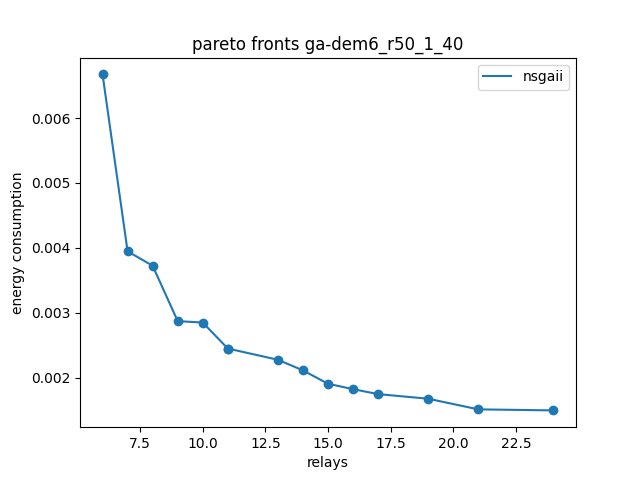 pareto fronts ga-dem6_r50_1_40
nsgaii
0.006
0.005
0.004
0.003
0.002
energy consumption
7.5 10.0 12.5 15.0 17.5 20.0 22.5
relays